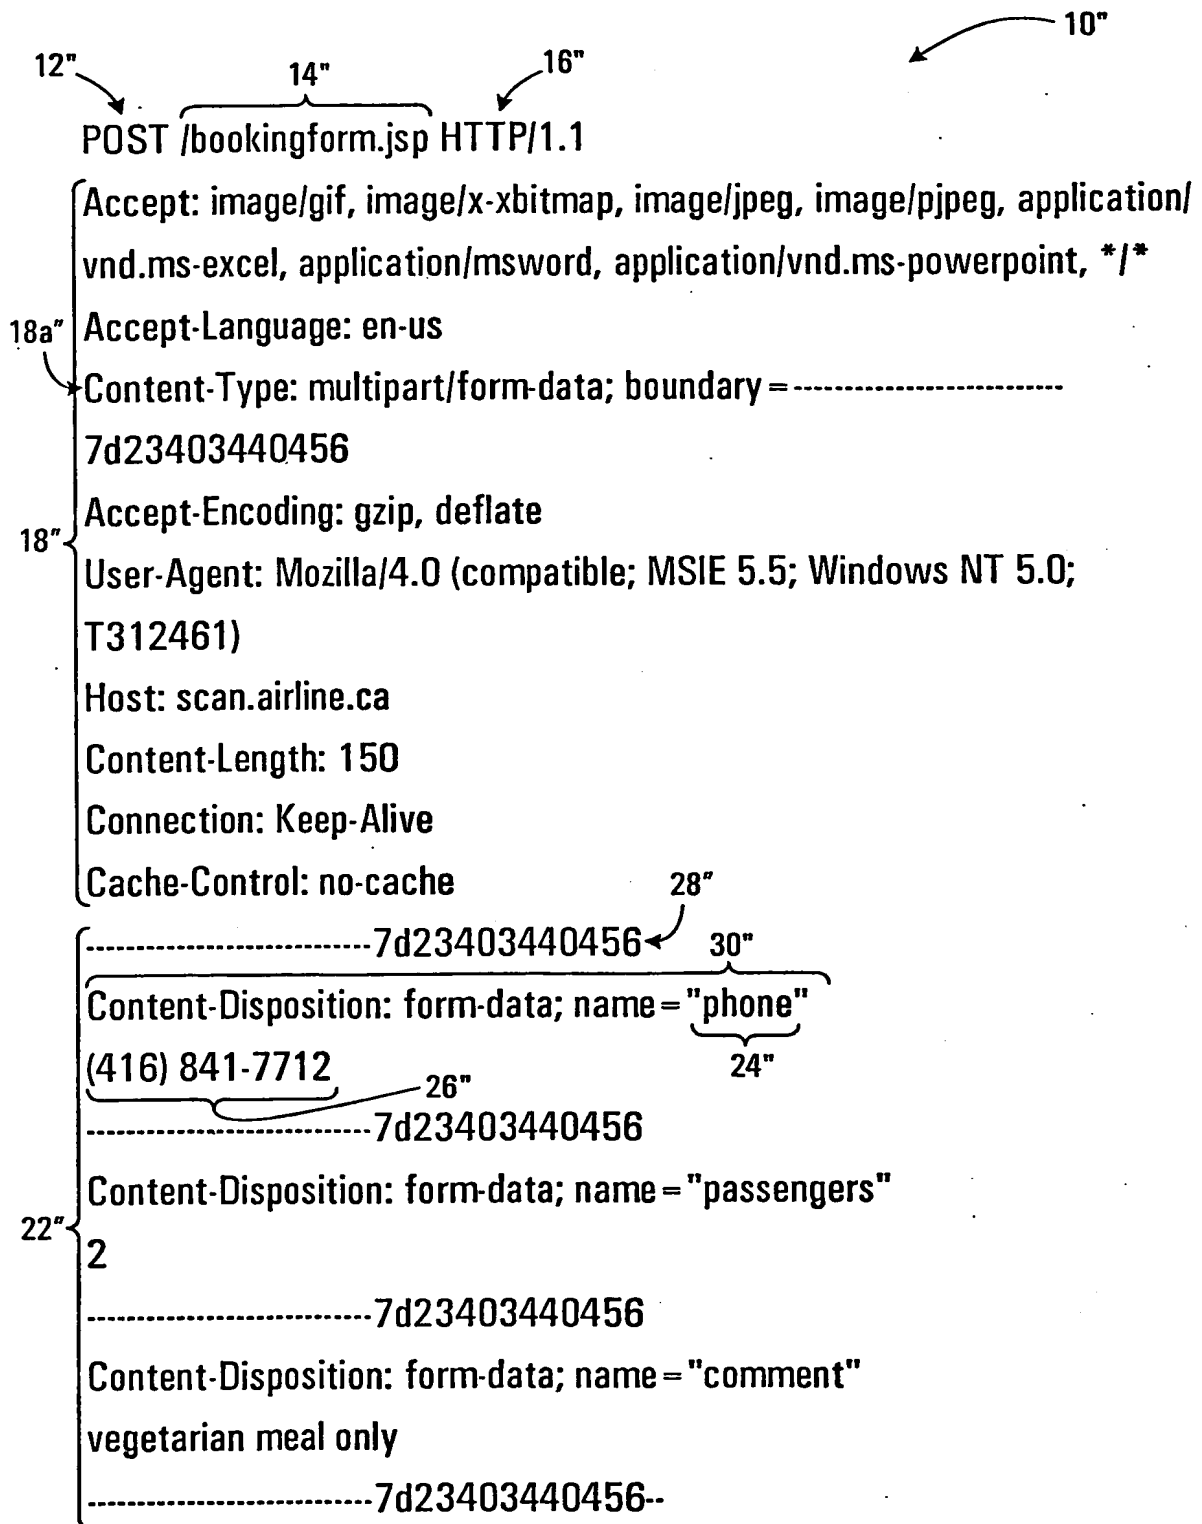 10"
12" 14" 16"
POST /bookingform.jsp HTTP/1.1
Accept: image/gif, image/x-xbitmap, image/jpeg, image/pjpeg, application/
vnd.ms-excel, application/msword, application/vnd.ms-powerpoint, */*
18a" Accept-Language: en-us
Content-Type: multipart/form-data; boundary=---------------------------
7d23403440456
Accept-Encoding: gzip, deflate
18"
User-Agent: Mozilla/4.0 (compatible; MSIE 5.5; Windows NT 5.0;
T312461)
Host: scan.airline.ca
Content-Length: 150
Connection: Keep-Alive
Cache-Control: no-cache
28"
---------------------------7d23403440456
30"
Content-Disposition: form-data; name="phone"
(416) 841-7712
24"
26"
---------------------------7d23403440456
Content-Disposition: form-data; name="passengers"
22"
2
---------------------------7d23403440456
Content-Disposition: form-data; name="comment"
vegetarian meal only
---------------------------7d23403440456--